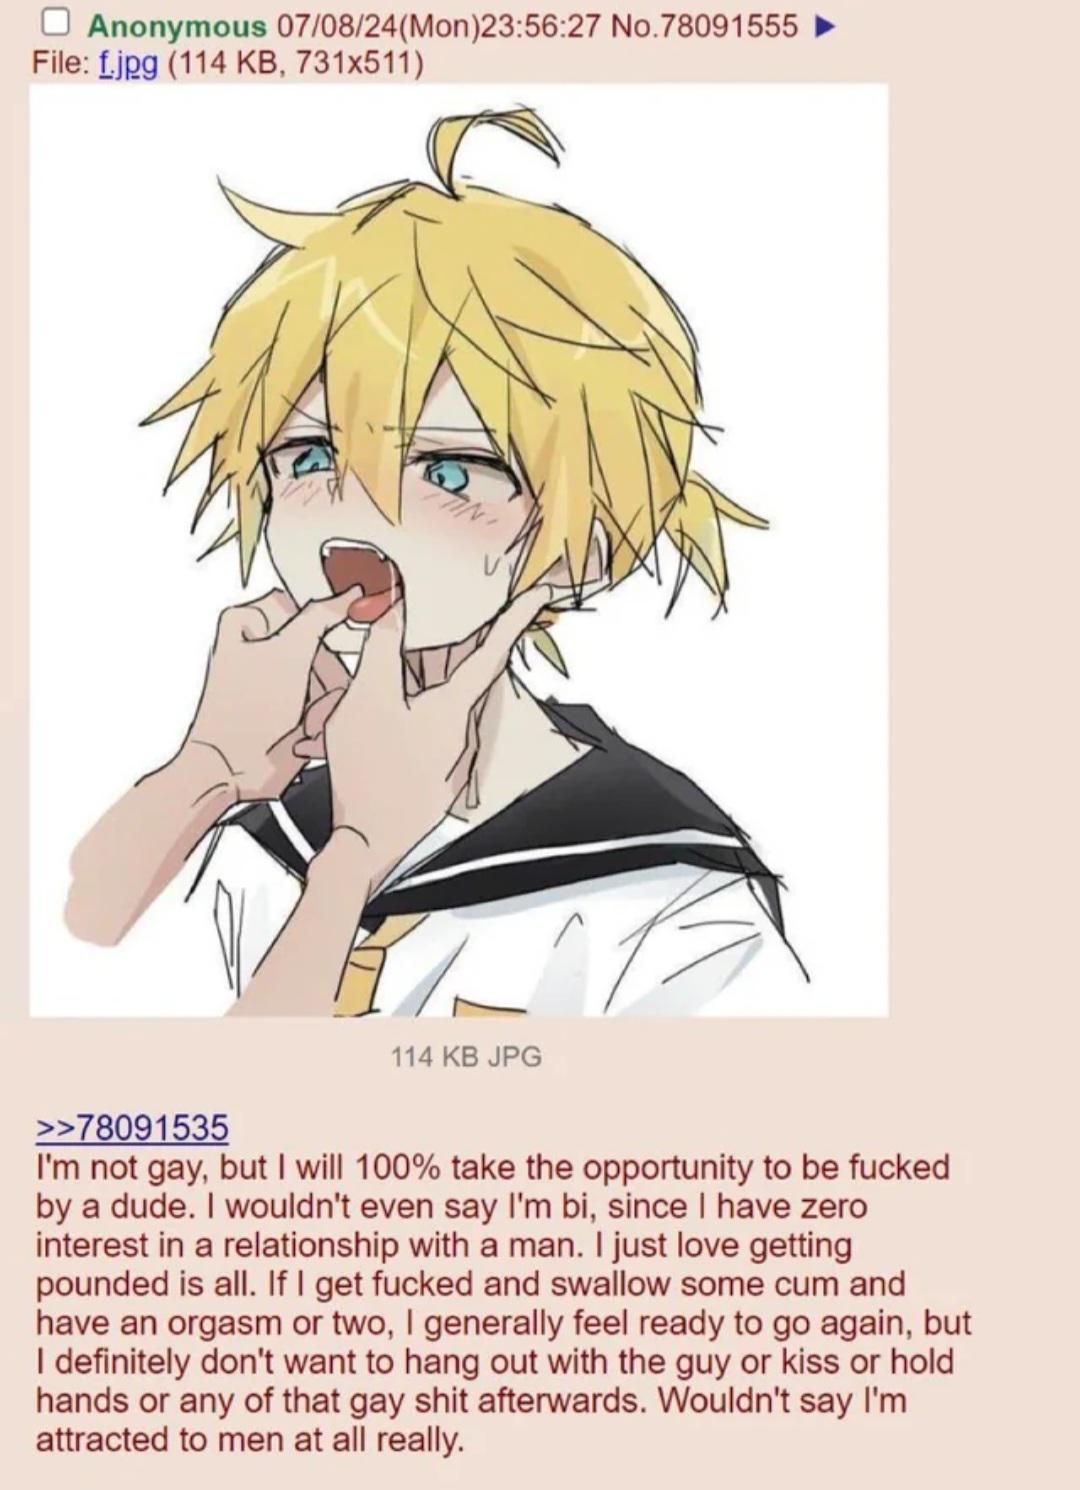 Anonymous 07/08/24(Mon)23:56:27 No.78091555 ▶
File: f.jpg (114 KB, 731x511)
114 KB JPG
>>78091535
I'm not gay, but I will 100% take the opportunity to be fucked
by a dude. I wouldn't even say I'm bi, since I have zero
interest in a relationship with a man. I just love getting
pounded is all. If I get fucked and swallow some cum and
have an orgasm or two, I generally feel ready to go again, but
I definitely don't want to hang out with the guy or kiss or hold
hands or any of that gay shit afterwards. Wouldn't say I'm
attracted to men at all really.